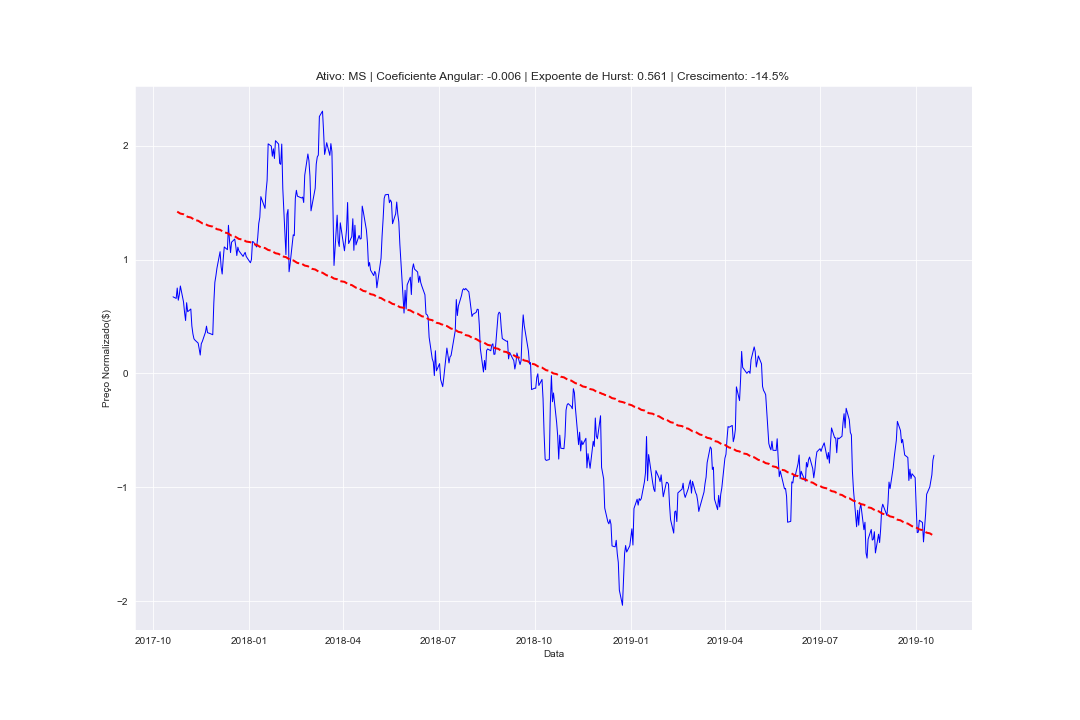 Ativo: MS | Coeficiente Angular: -0.006 | Expoente de Hurst: 0.561 | Crescimento: -14.5%
Preço Normalizado($)
2
1
0
−1
−2
2017-10 2018-01 2018-04 2018-07 2018-10 2019-01 2019-04 2019-07 2019-10
Data